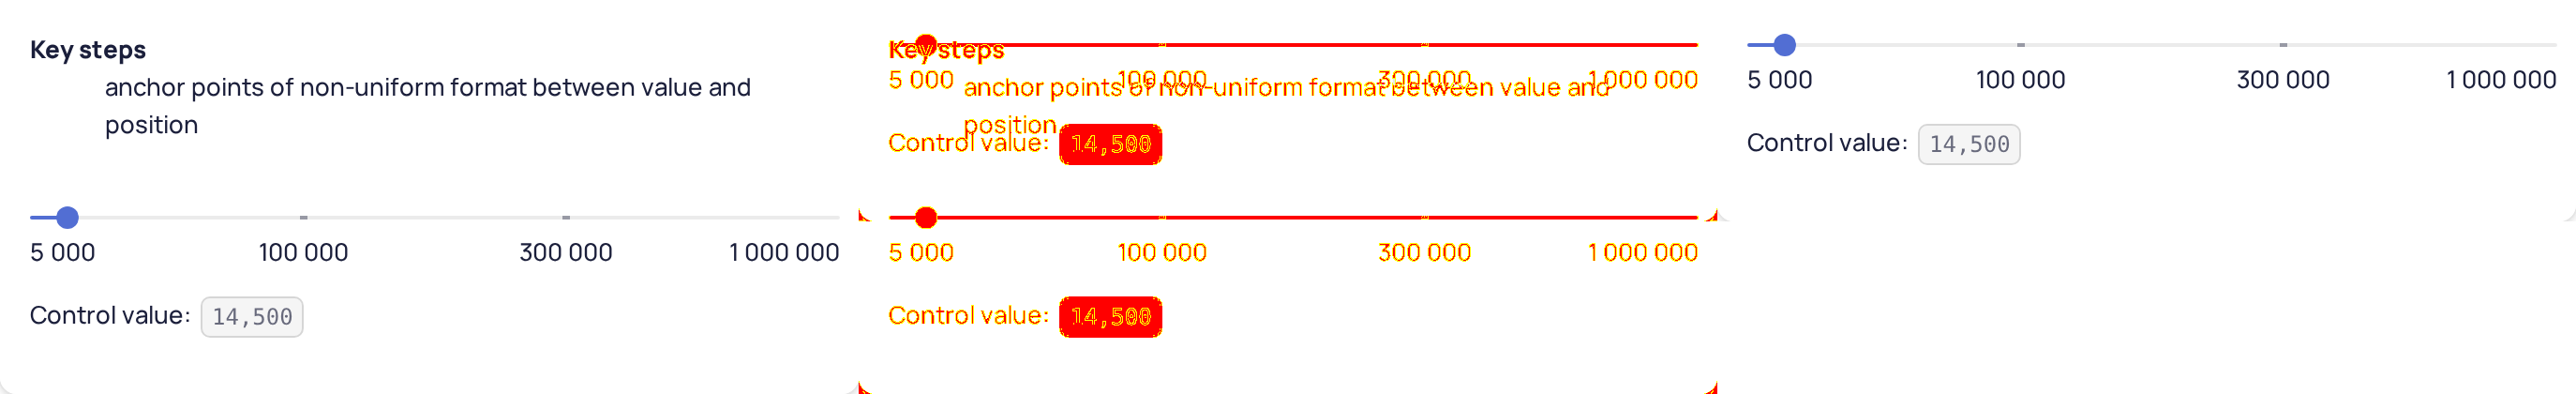 Key steps
anchor points of non-uniform format between value and
position
5 000 100 000 300 000 1 000 000
Control value: 14,500
5 000 100 000 300 000 1 000 000
Key steps
anchor points of non-uniform format between value and
position
Control value: 14,500
5 000 100 000 300 000 1 000 000
Control value: 14,500
5 000 100 000 300 000 1 000 000
Control value: 14,500